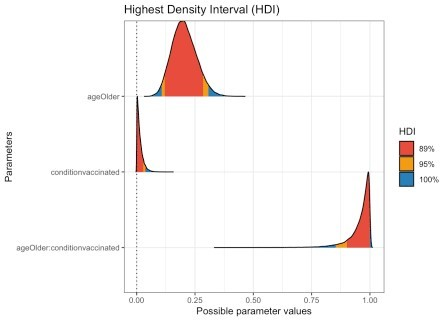 Highest Density Interval (HDI)
Parameters
ageOlder
conditionvaccinated
ageOlder:conditionvaccinated
0.00 0.25 0.50 0.75 1.00
Possible parameter values
HDI
89%
95%
100%